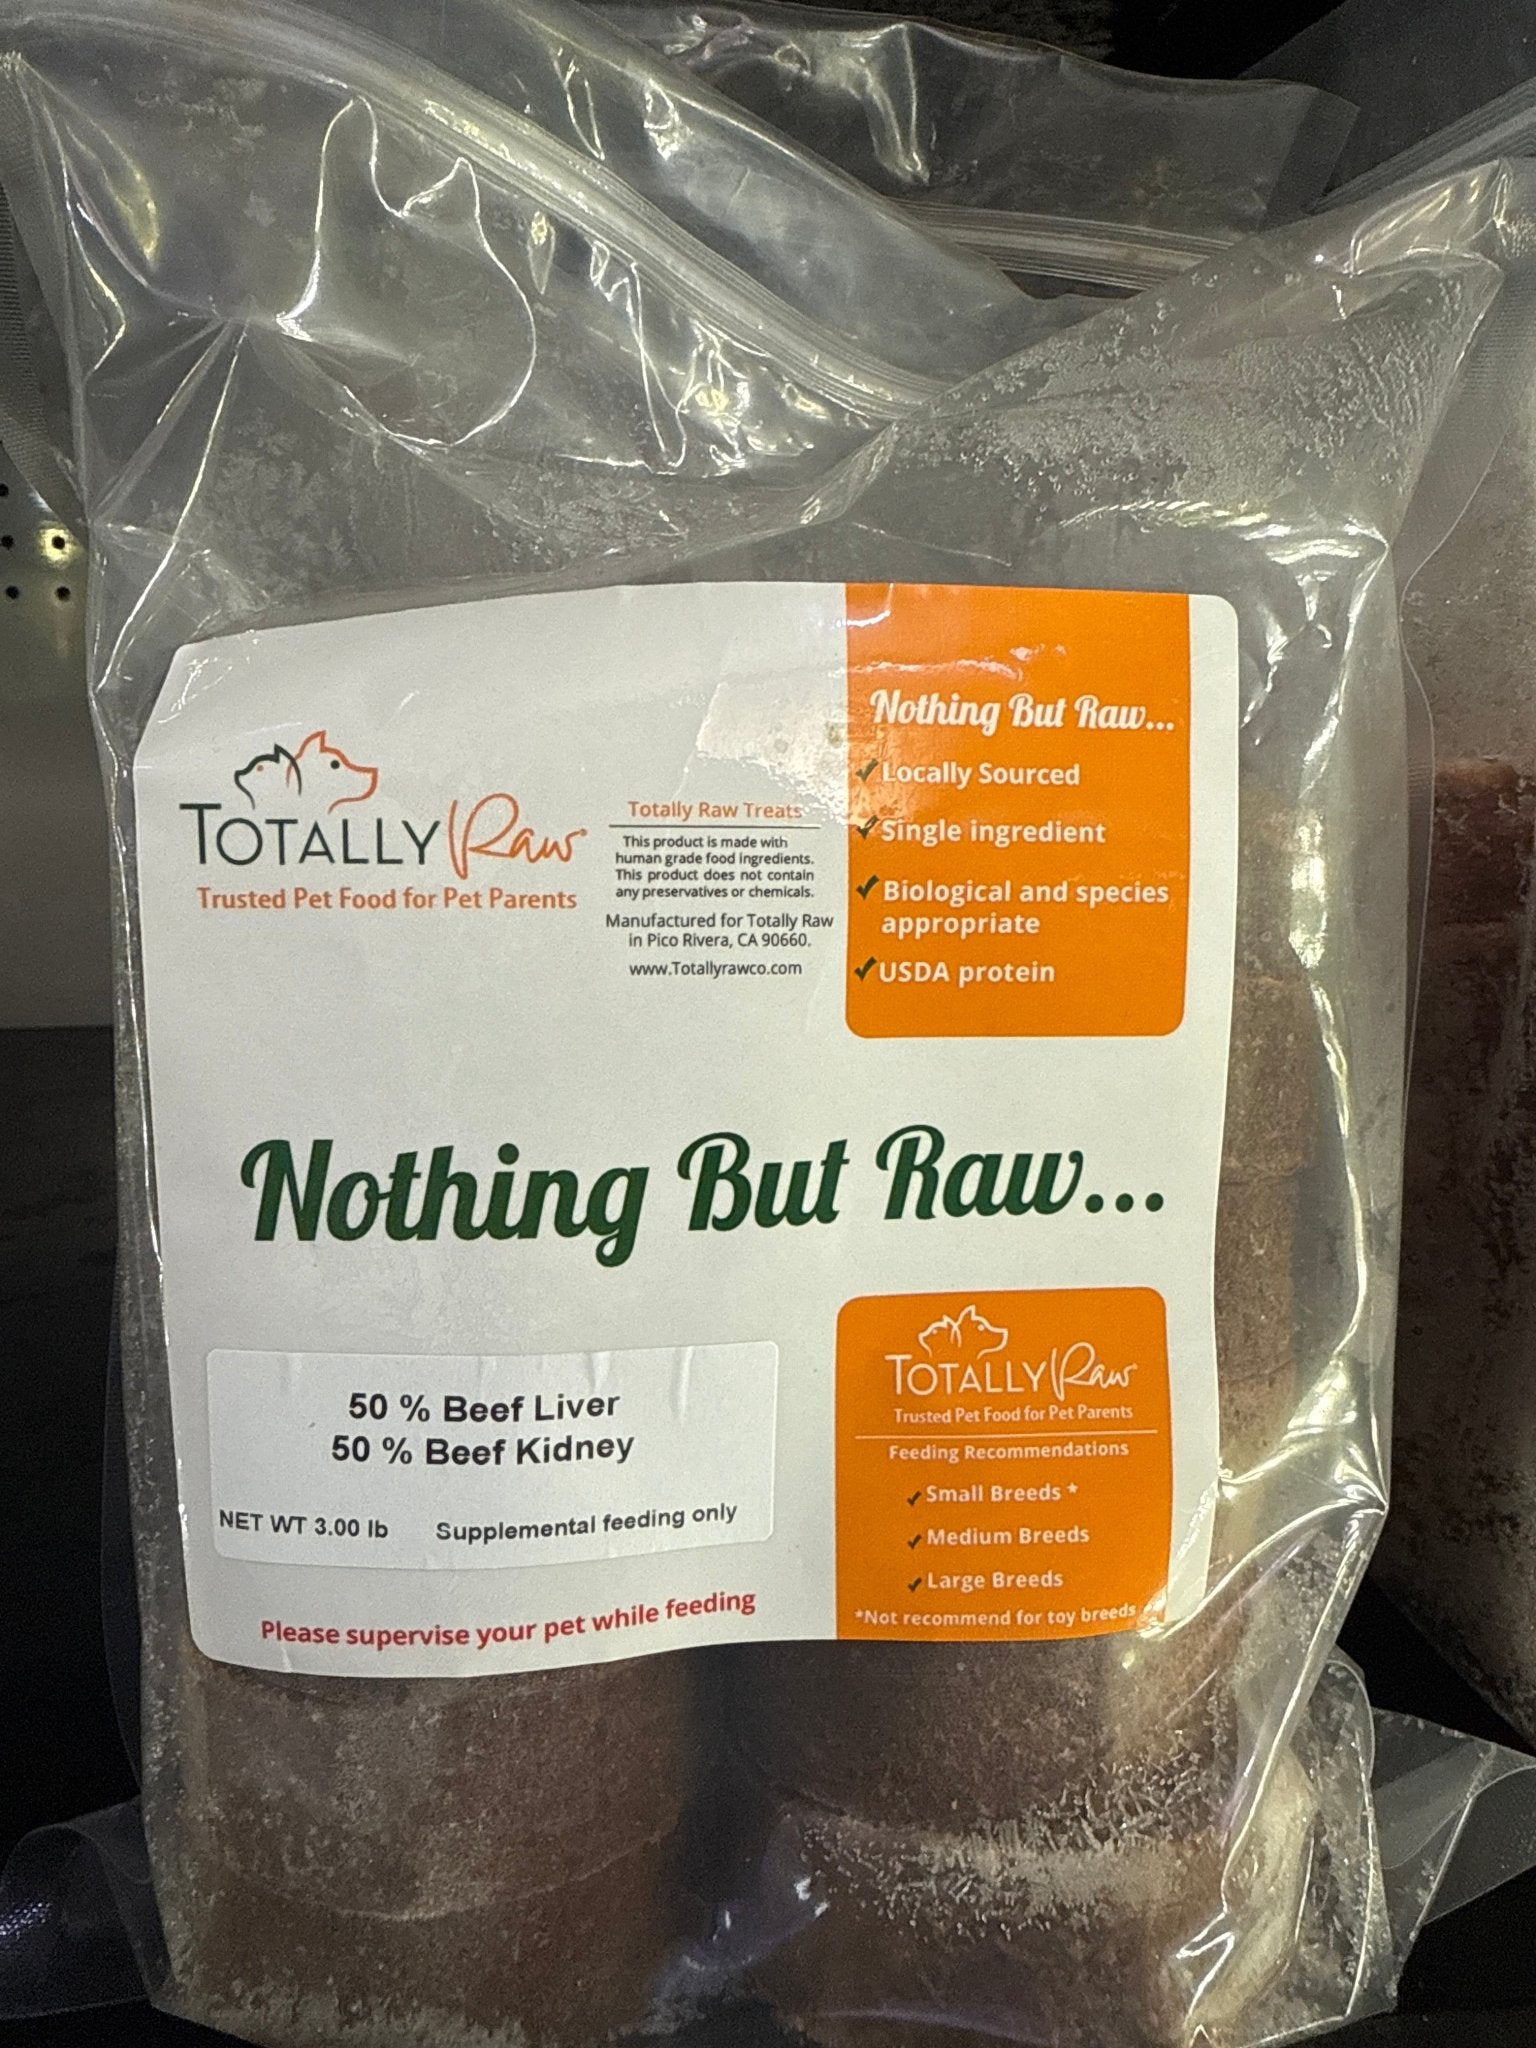 TOTALLY Raw
Trusted Pet Food for Pet Parents
Totally Raw Treats
This product is made with
human grade food ingredients.
This product does not contain
any preservatives or chemicals.
Manufactured for Totally Raw
in Pico Rivera, CA 90660.
www.Totallyrawco.com
Nothing But Raw...
Locally Sourced
Single ingredient
Biological and species
appropriate
USDA protein
Nothing But Raw...
50 % Beef Liver
50 % Beef Kidney
NET WT 3.00 lb Supplemental feeding only
Please supervise your pet while feeding
TOTALLY Raw
Trusted Pet Food for Pet Parents
Feeding Recommendations
Small Breeds *
Medium Breeds
Large Breeds
*Not recommend for toy breeds